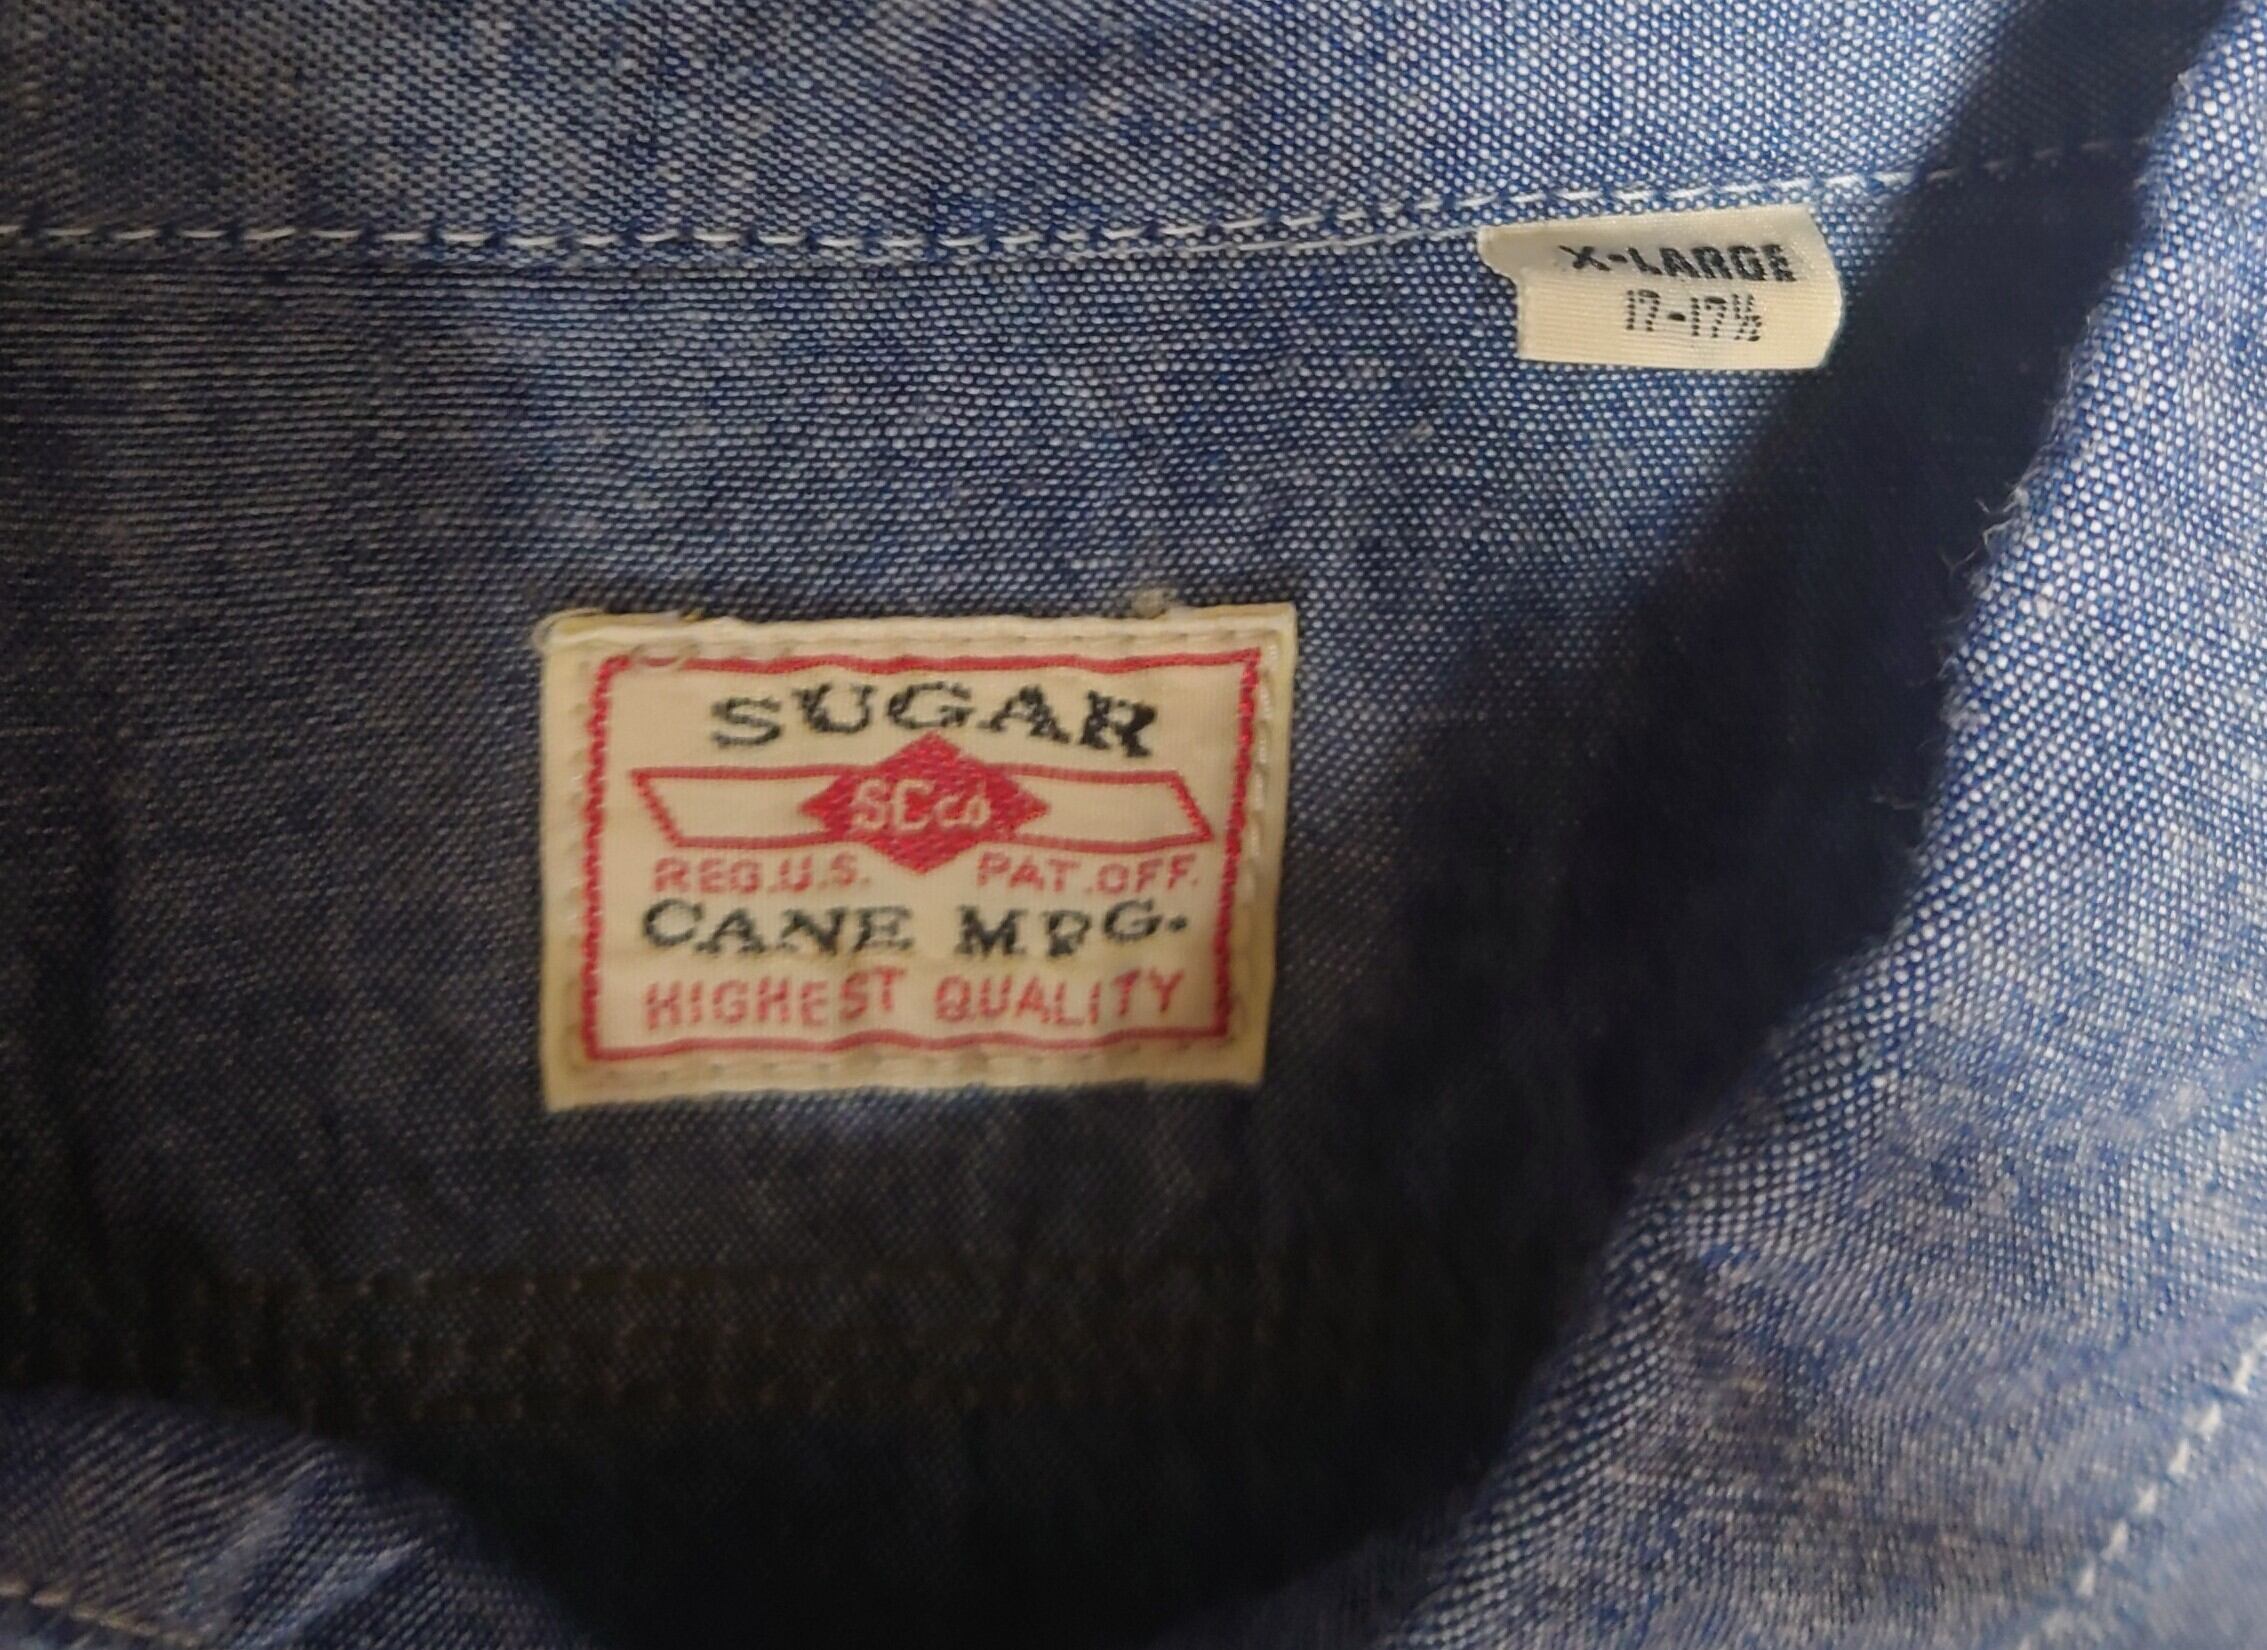 X-LARGE
17-17½
SUGAR
SCCo
REG.U.S. PAT.OFF.
CANE MFG.
HIGHEST QUALITY